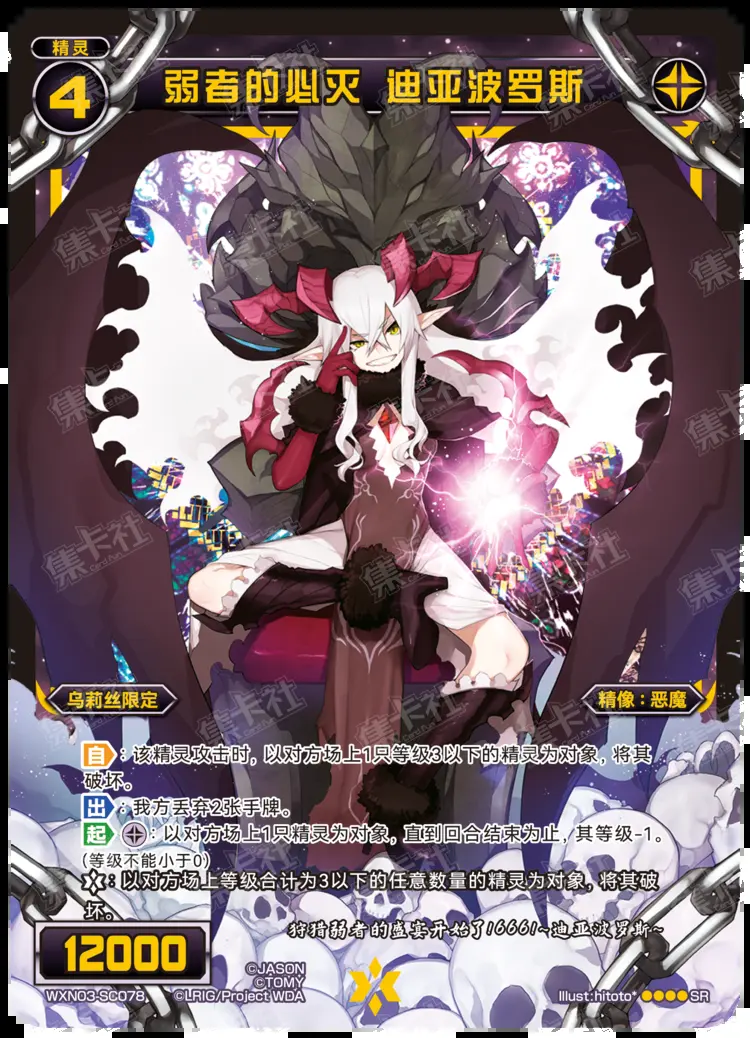 精灵
4
弱者的必灭 迪亚波罗斯
乌莉丝限定
精像：恶魔
自：该精灵攻击时，以对方场上1只等级3以下的精灵为对象，将其
破坏。
出：我方丢弃2张手牌。
起：以对方场上1只精灵为对象，直到回合结束为止，其等级-1。
(等级不能小于0)
：以对方场上等级合计为3以下的任意数量的精灵为对象，将其破
坏。
狩猎弱者的盛宴开始了!666!~迪亚波罗斯~
12000
©JASON
©TOMY
WXN03-SC078 ©LRIG/Project WDA
Illust:hitoto* SR
集卡社
card.fun